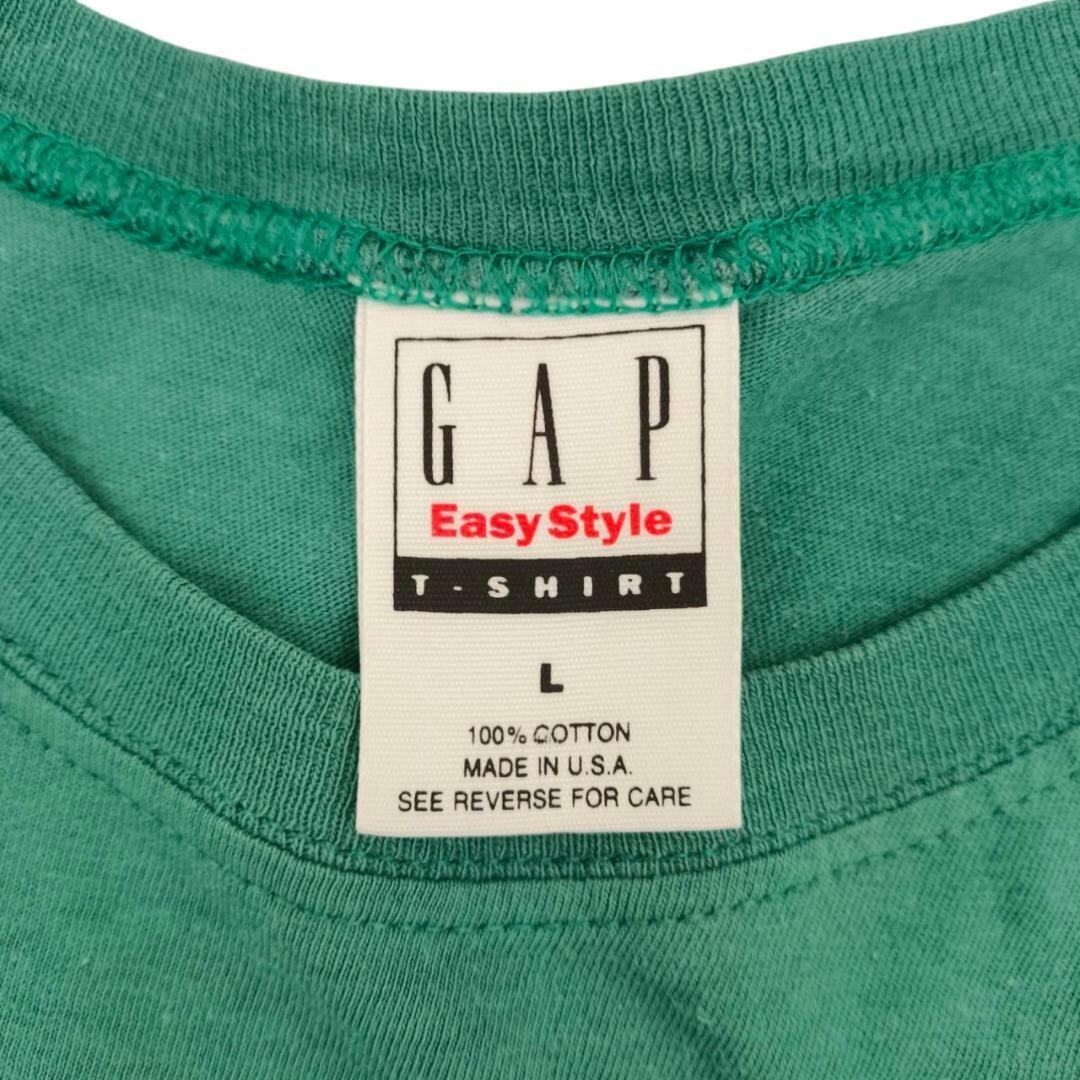 GAP
Easy Style
T-SHIRT
L
100% COTTON
MADE IN U.S.A.
SEE REVERSE FOR CARE